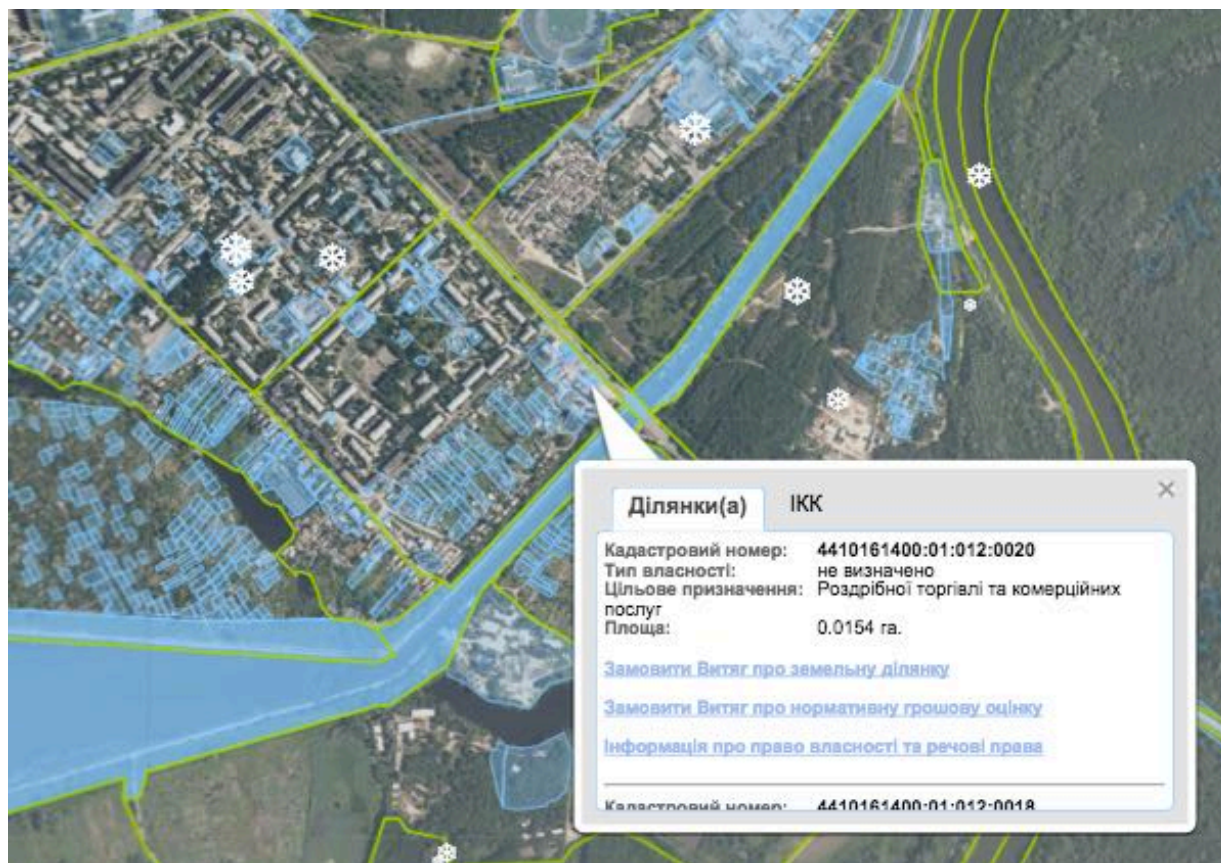 Ділянки(а) ІКК
Кадастровий номер: 4410161400:01:012:0020
Тип власності: не визначено
Цільове призначення: Роздрібної торгівлі та комерційних
послуг
Площа: 0.0154 га.
Замовити Витяг про земельну ділянку
Замовити Витяг про нормативну грошову оцінку
Інформація про право власності та речові права
Кадастровий номер: 4410161400:01:012:0018